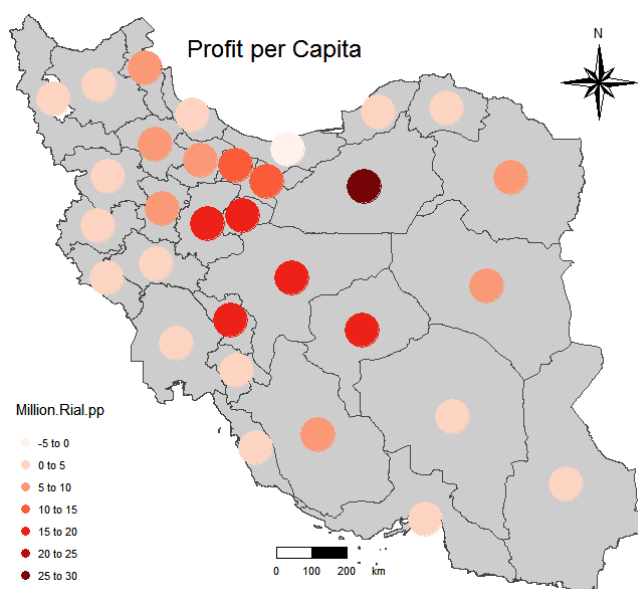 Profit per Capita
N
Million.Rial.pp
-5 to 0
0 to 5
5 to 10
10 to 15
15 to 20
20 to 25
25 to 30
0 100 200 km